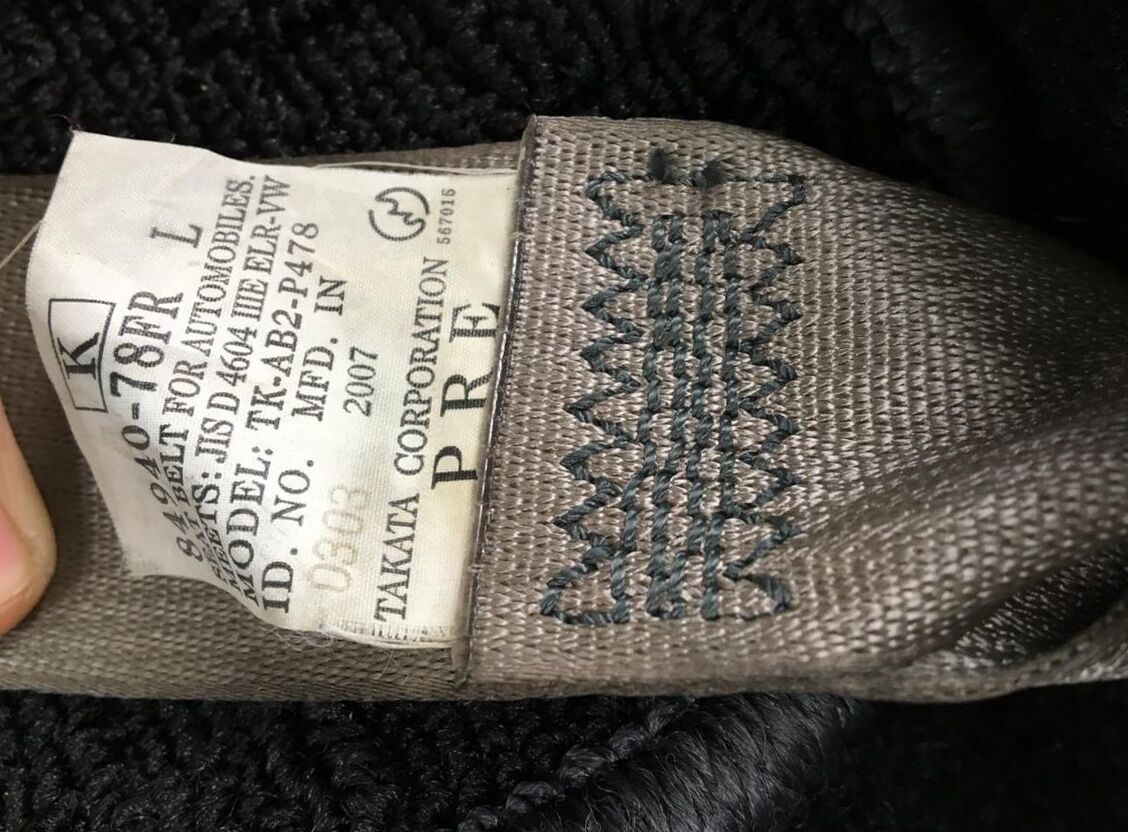 K
84940-78FR L
SEAT BELT FOR AUTOMOBILES.
MEETS: JIS D 4604 IIIE ELR-VW
MODEL: TK-AB2-P478
ID. NO. MFD. IN
0303 2007
TAKATA CORPORATION 567016
PRE